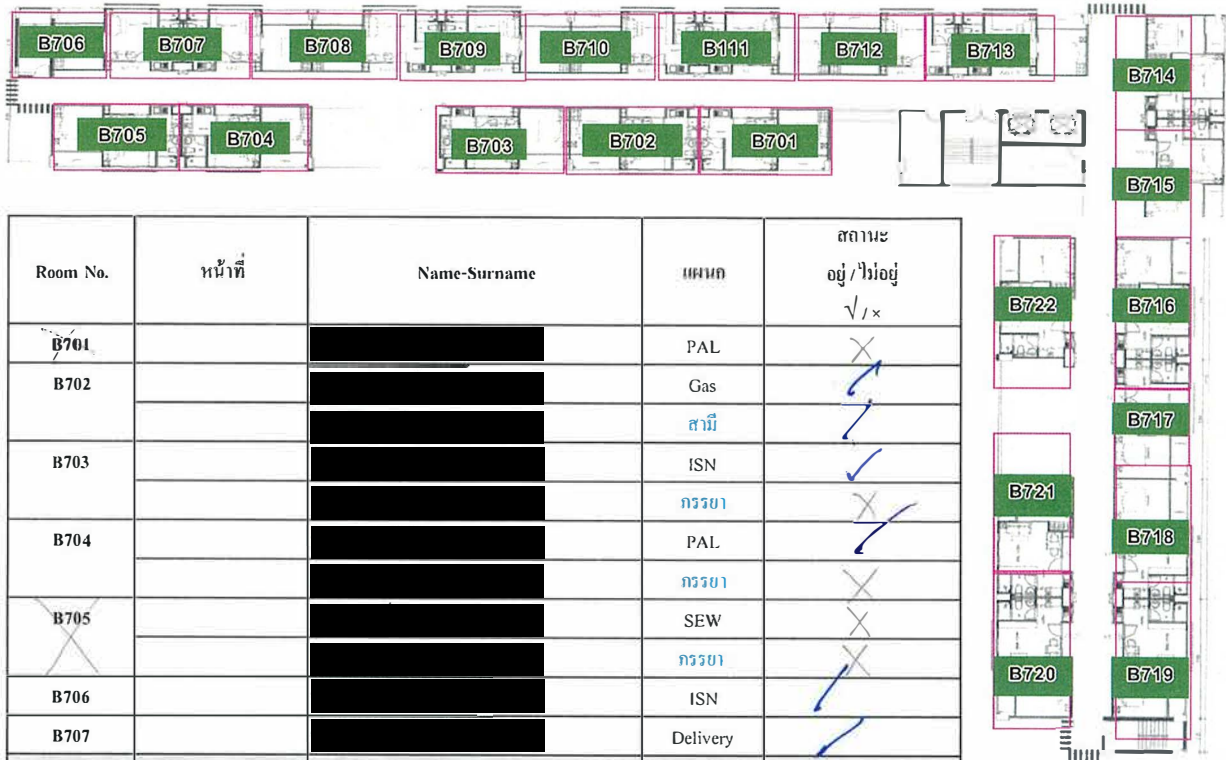 B706 B707 B708 B709 B710 B111 B712 B713
B714
B705 B704 B703 B702 B701
B715
Room No. หน้าที่ Name-Surname แผนก สถานะ
อยู่ / ไม่อยู่
√ / ×
B722 B716
B701 PAL ×
B702 Gas ✓
สามี ✓
B717
B703 ISN ✓
ภรรยา ×
B721
B704 PAL ✓
B718
ภรรยา ×
B705 SEW ×
ภรรยา ×
B720 B719
B706 ISN ✓
B707 Delivery ✓